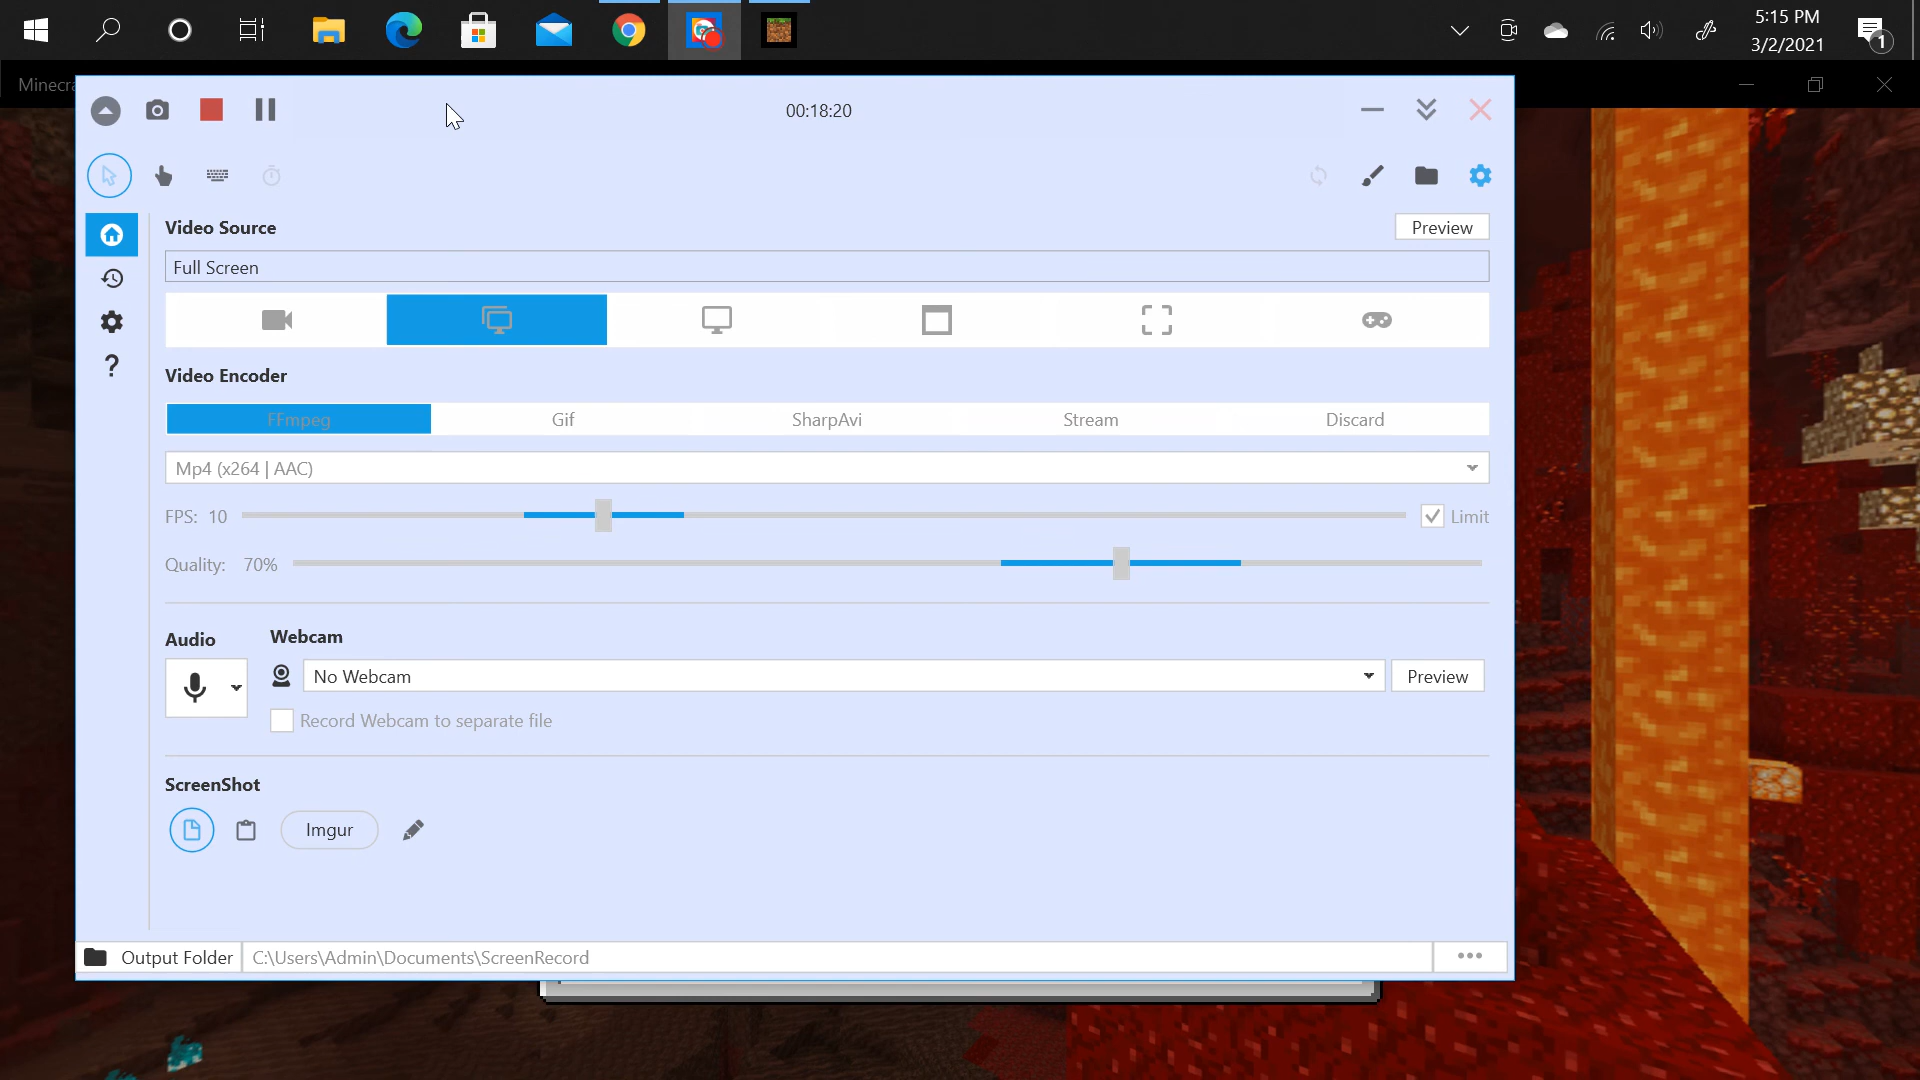 5:15 PM
3/2/2021
1
Minecra
00:18:20
Video Source
Preview
Full Screen
Video Encoder
FFmpeg
Gif
SharpAvi
Stream
Discard
Mp4 (x264 | AAC)
FPS: 10
Limit
Quality: 70%
Audio
Webcam
No Webcam
Preview
Record Webcam to separate file
ScreenShot
Imgur
Output Folder
C:\Users\Admin\Documents\ScreenRecord